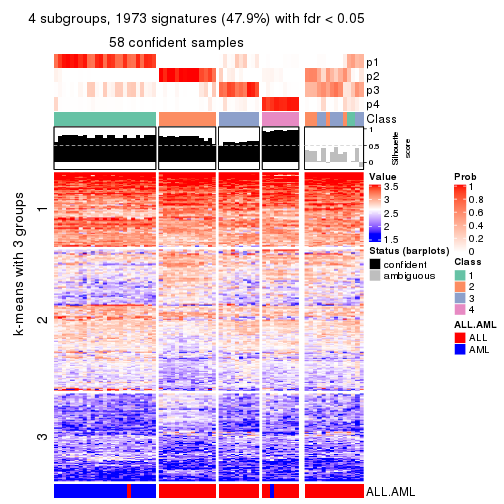 4 subgroups, 1973 signatures (47.9%) with fdr < 0.05
58 confident samples
p1
p2
p3
p4
Class
1
0.5
0
Silhouette
score
k-means with 3 groups
1
2
3
ALL.AML
Value
3.5
3
2.5
2
1.5
Status (barplots)
confident
ambiguous
Prob
1
0.8
0.6
0.4
0.2
0
Class
1
2
3
4
ALL.AML
ALL
AML